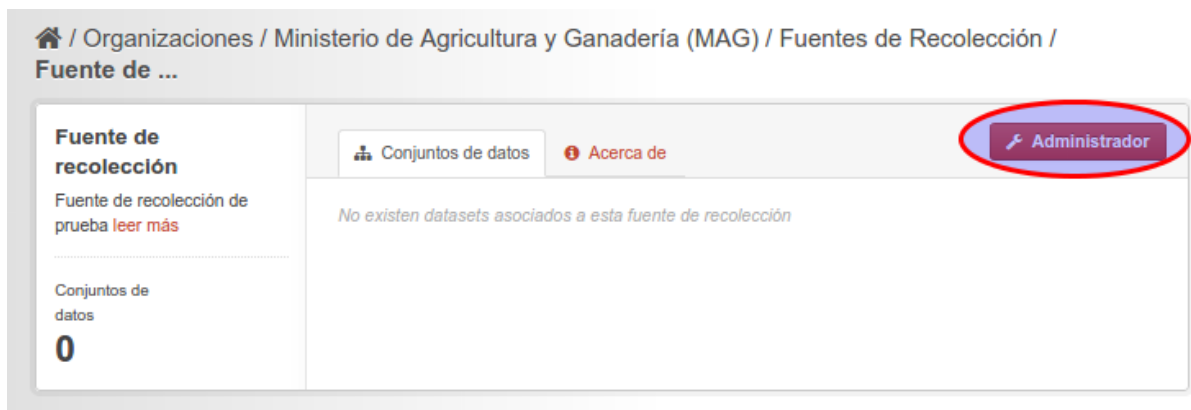 / Organizaciones / Ministerio de Agricultura y Ganadería (MAG) / Fuentes de Recolección /
Fuente de ...
Fuente de
recolección
Fuente de recolección de
prueba leer más
Conjuntos de
datos
0
Conjuntos de datos
Acerca de
Administrador
No existen datasets asociados a esta fuente de recolección